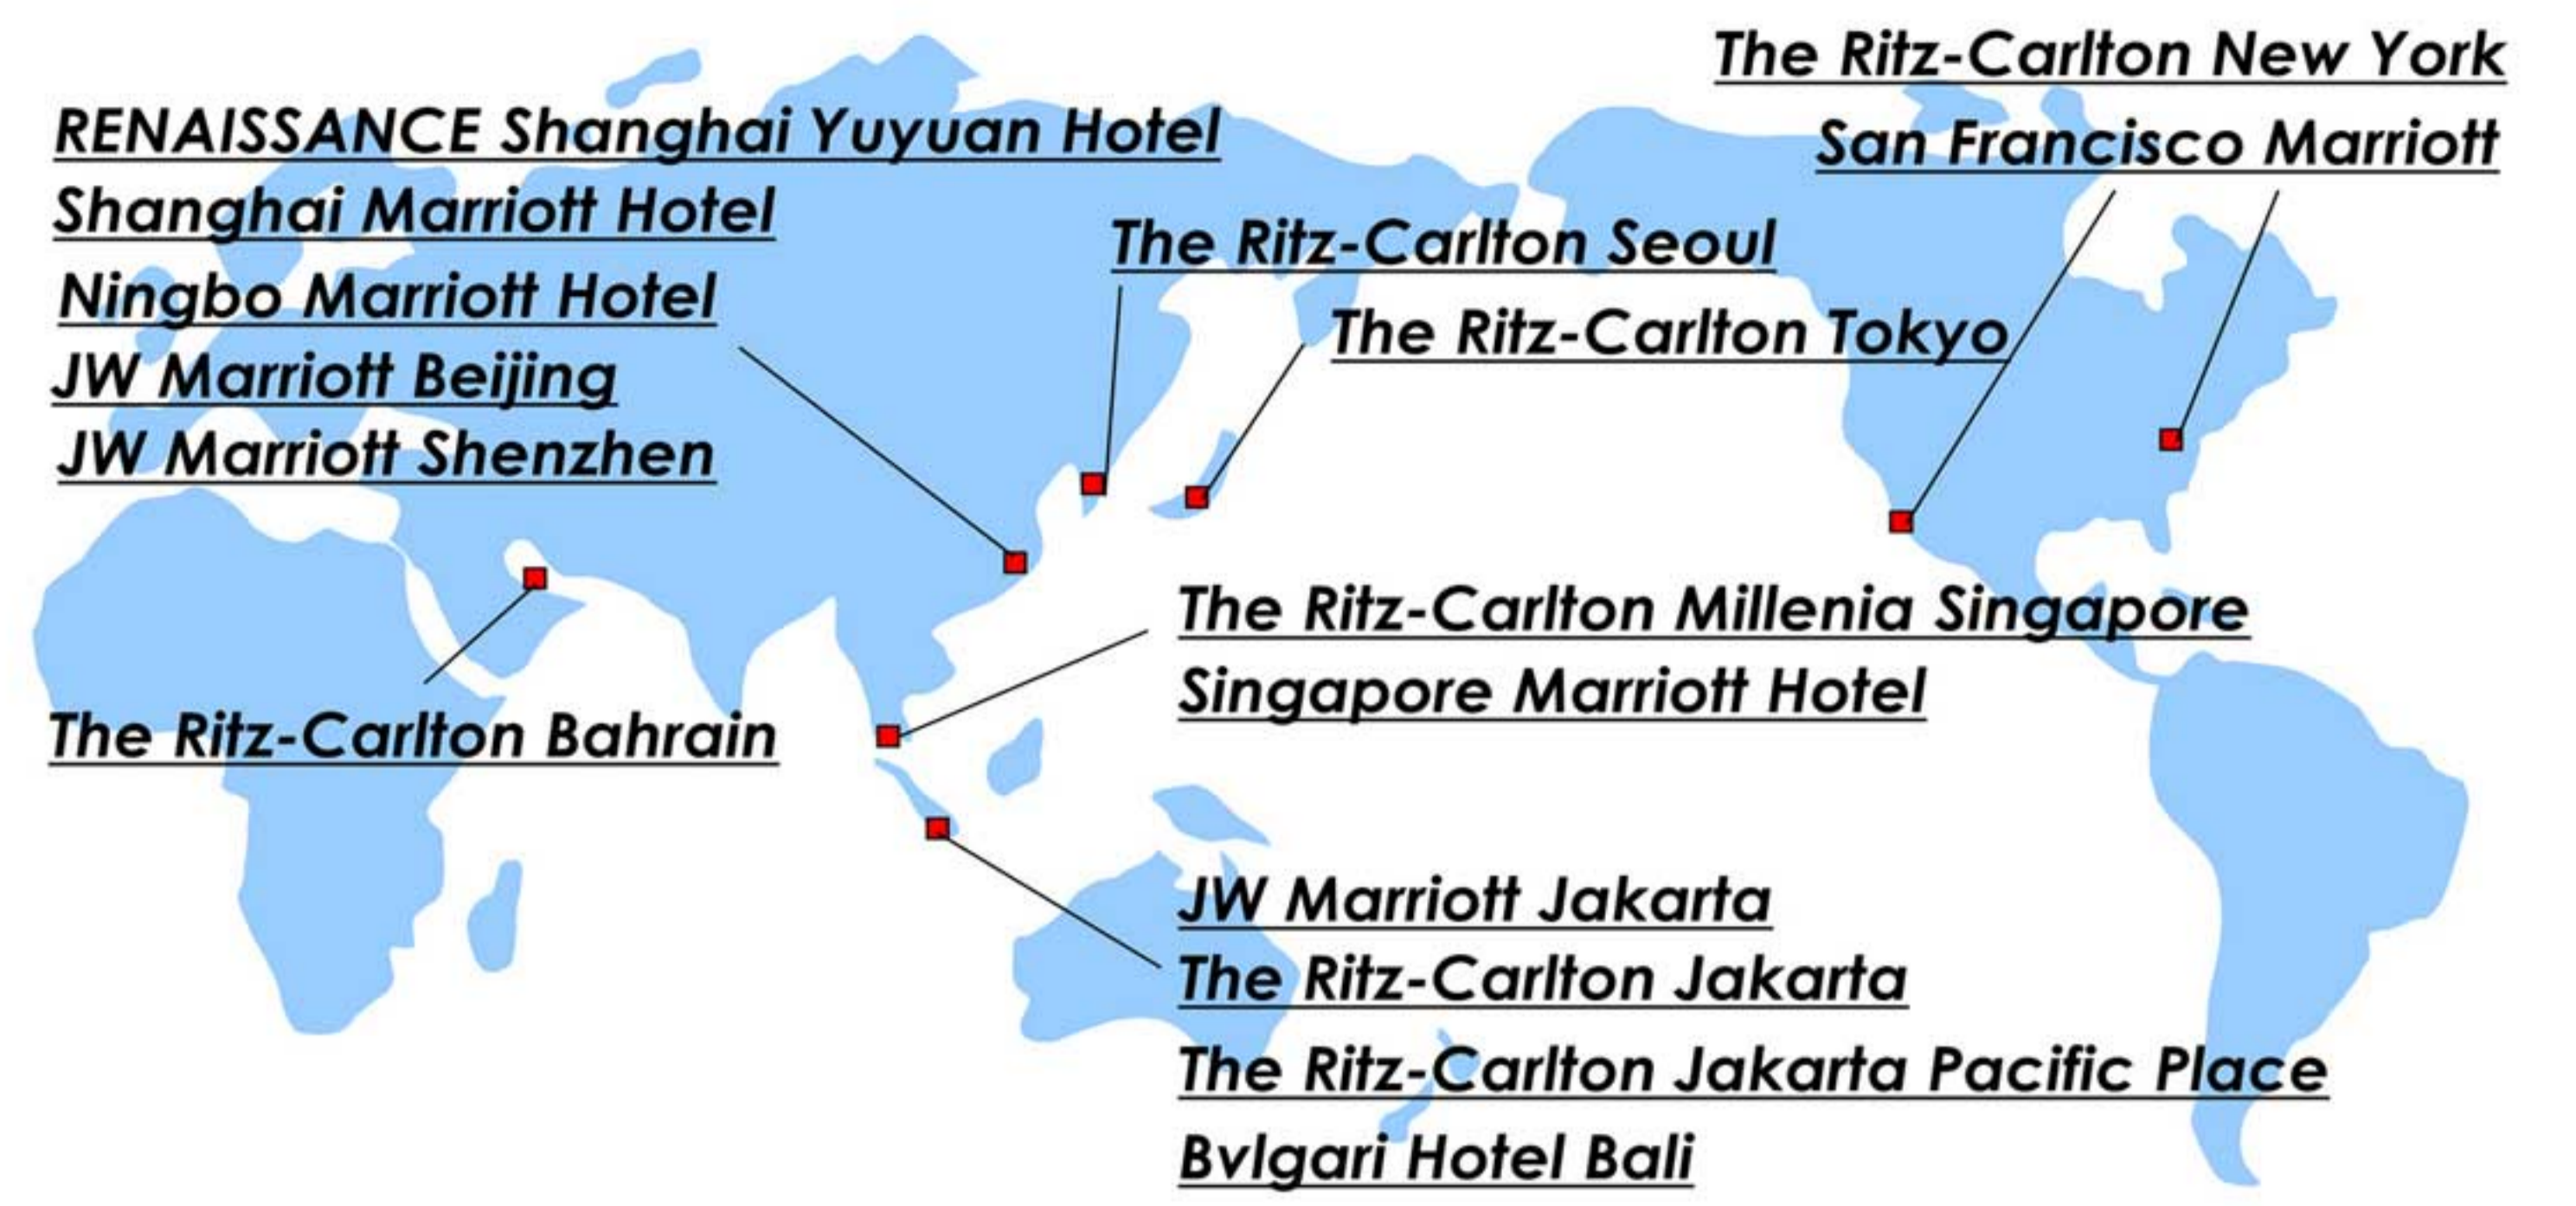 The Ritz-Carlton New York
San Francisco Marriott
RENAISSANCE Shanghai Yuyuan Hotel
Shanghai Marriott Hotel
Ningbo Marriott Hotel
JW Marriott Beijing
JW Marriott Shenzhen
The Ritz-Carlton Seoul
The Ritz-Carlton Tokyo
The Ritz-Carlton Bahrain
The Ritz-Carlton Millenia Singapore
Singapore Marriott Hotel
JW Marriott Jakarta
The Ritz-Carlton Jakarta
The Ritz-Carlton Jakarta Pacific Place
Bvlgari Hotel Bali